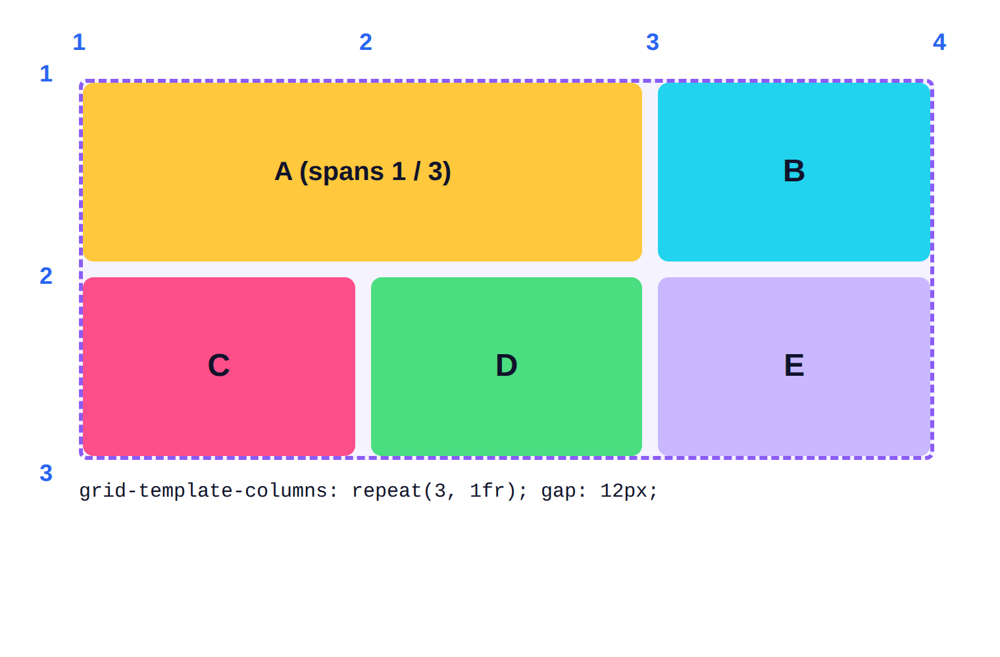 1 2 3 4
1
A (spans 1 / 3) B
2
C D E
3
grid-template-columns: repeat(3, 1fr); gap: 12px;